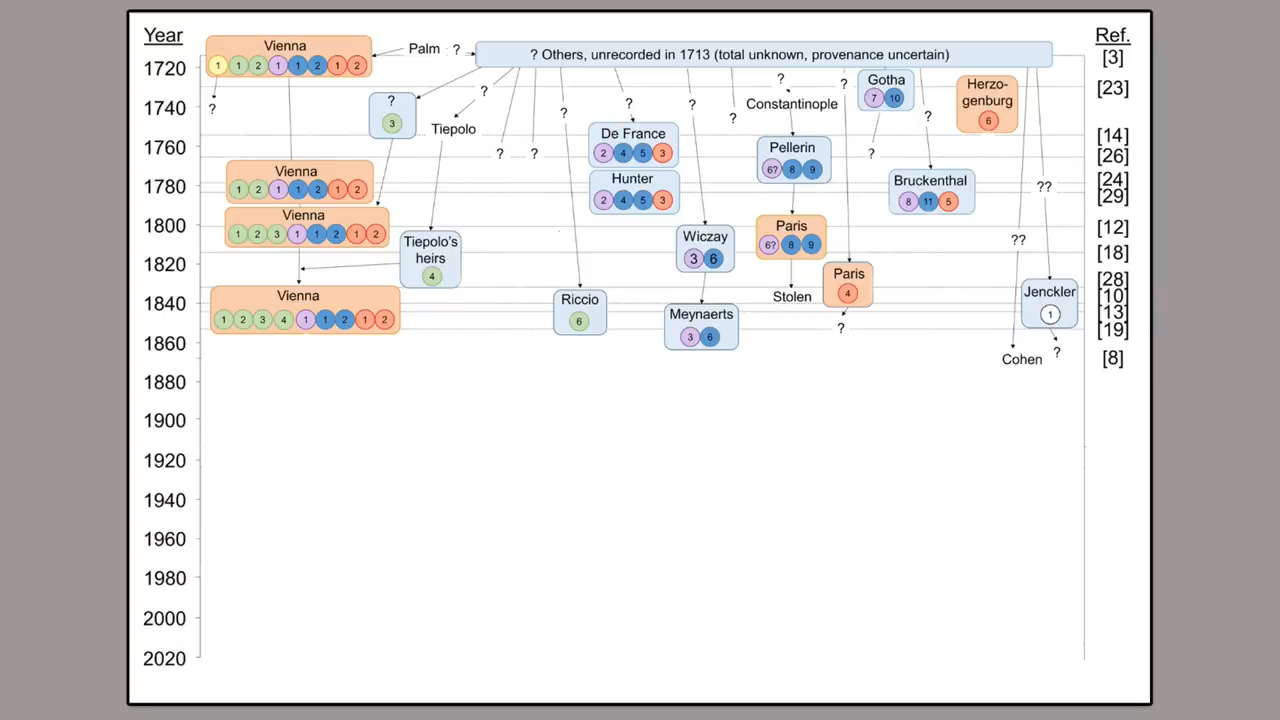 Year
Ref.
Vienna
1 1 2 1 1 2 1 2
Palm ?
? Others, unrecorded in 1713 (total unknown, provenance uncertain)
[3]
1720
?
?
3
?
Tiepolo
?
?
?
?
De France
2 4 5 3
?
?
?
Constantinople
?
Gotha
7 10
?
Herzo-
genburg
6
[23]
1740
[14]
1760
?
Pellerin
6? 8 9
[26]
Vienna
1 2 1 1 2 1 2
Hunter
2 4 5 3
Bruckenthal
8 11 5
??
[24]
1780
[29]
Vienna
1 2 3 1 1 2 1 2
1800
Tiepolo's
heirs
4
Wiczay
3 6
Paris
6? 8 9
??
[12]
[18]
1820
Paris
4
Stolen
Jenckler
1
[28]
[10]
1840
Vienna
1 2 3 4 1 1 2 1 2
Riccio
6
Meynaerts
3 6
?
[13]
[19]
1860
Cohen
?
[8]
1880
1900
1920
1940
1960
1980
2000
2020